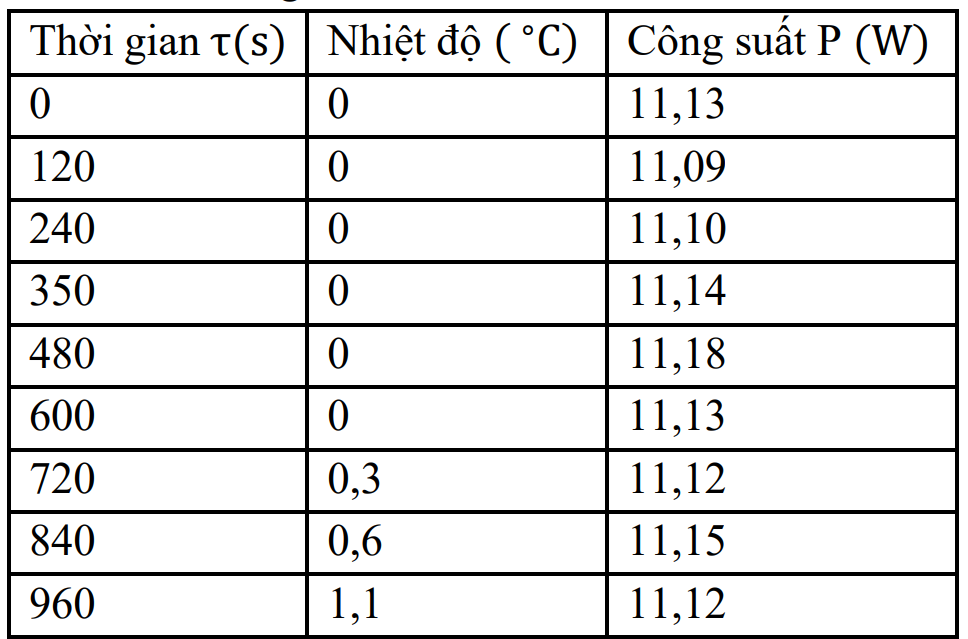 Thời gian τ(s) Nhiệt độ ( °C) Công suất P (W)
0 0 11,13
120 0 11,09
240 0 11,10
350 0 11,14
480 0 11,18
600 0 11,13
720 0,3 11,12
840 0,6 11,15
960 1,1 11,12